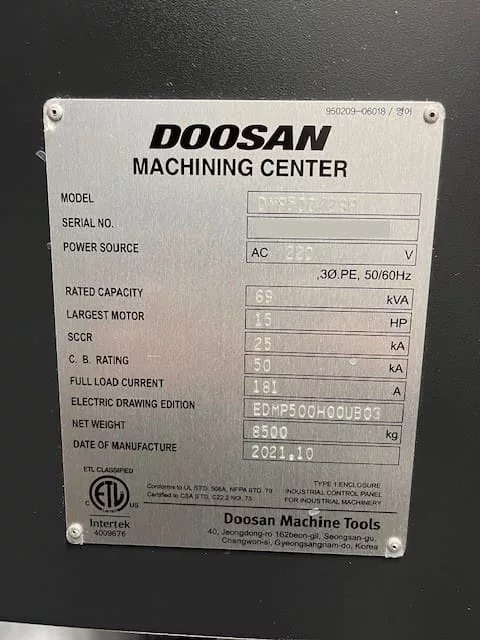 950209-06018 / 영어
DOOSAN
MACHINING CENTER
MODEL
SERIAL NO.
POWER SOURCE AC 220 V
,3Ø.PE, 50/60Hz
RATED CAPACITY 69 kVA
LARGEST MOTOR 15 HP
SCCR 25 kA
C. B. RATING 50 kA
FULL LOAD CURRENT 181 A
ELECTRIC DRAWING EDITION EDMP500H00UB03
NET WEIGHT 8500 kg
DATE OF MANUFACTURE 2021.10
ETL CLASSIFIED
C ETL US
LISTED
Intertek
4009676
Conforms to UL STD. 508A, NFPA STD. 79
Certified to CSA STD. C22.2 NO. 73
TYPE 1 ENCLOSURE
INDUSTRIAL CONTROL PANEL
FOR INDUSTRIAL MACHINERY
Doosan Machine Tools
40, Jeongdong-ro 162beon-gil, Seongsan-gu,
Changwon-si, Gyeongsangnam-do, Korea